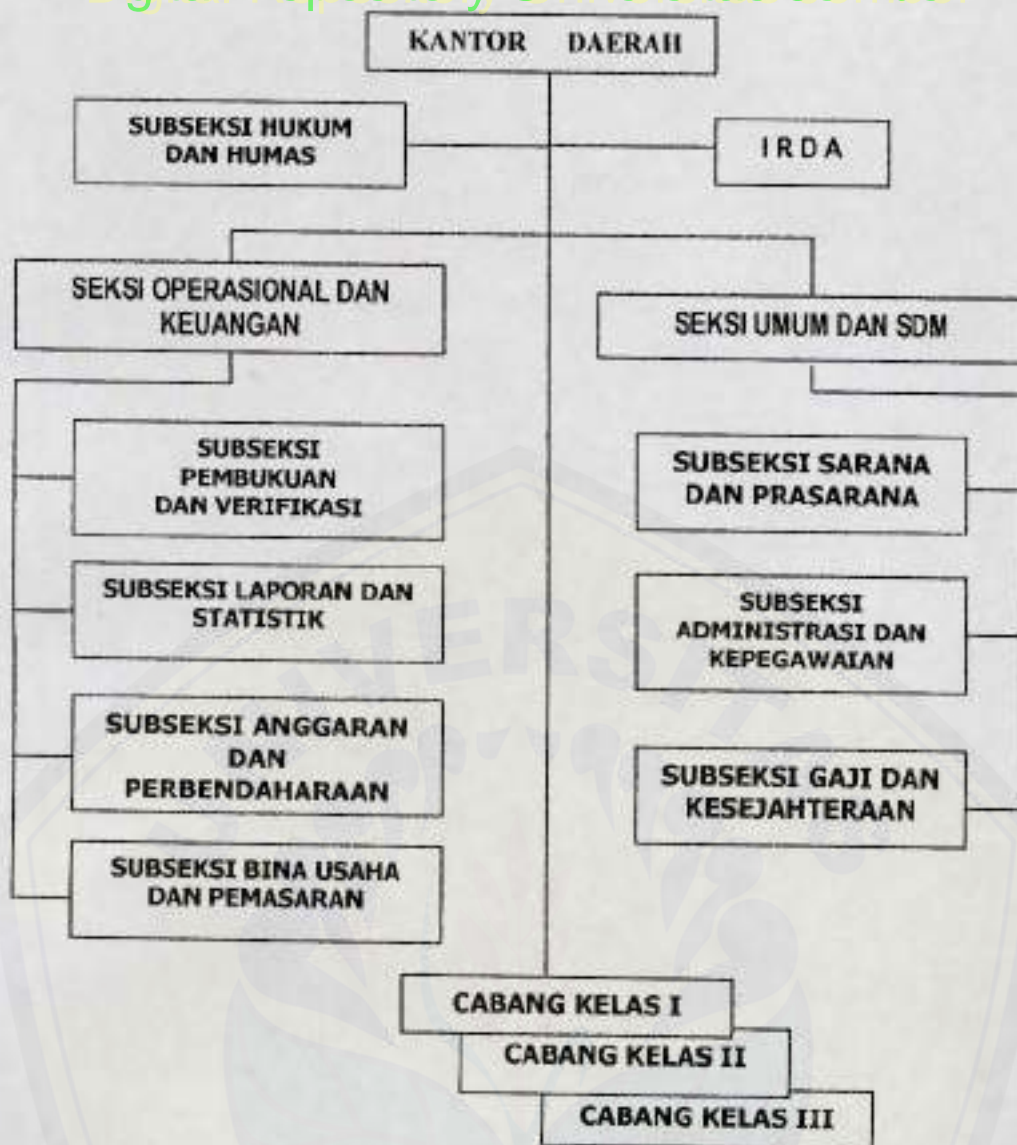 KANTOR DAERAH
SUBSEKSI HUKUM
DAN HUMAS
IRDA
SEKSI OPERASIONAL DAN
KEUANGAN
SEKSI UMUM DAN SDM
SUBSEKSI
PEMBUKUAN
DAN VERIFIKASI
SUBSEKSI SARANA
DAN PRASARANA
SUBSEKSI LAPORAN DAN
STATISTIK
SUBSEKSI
ADMINISTRASI DAN
KEPEGAWAIAN
SUBSEKSI ANGGARAN
DAN
PERBENDAHARAAN
SUBSEKSI GAJI DAN
KESEJAHTERAAN
SUBSEKSI BINA USAHA
DAN PEMASARAN
CABANG KELAS I
CABANG KELAS II
CABANG KELAS III